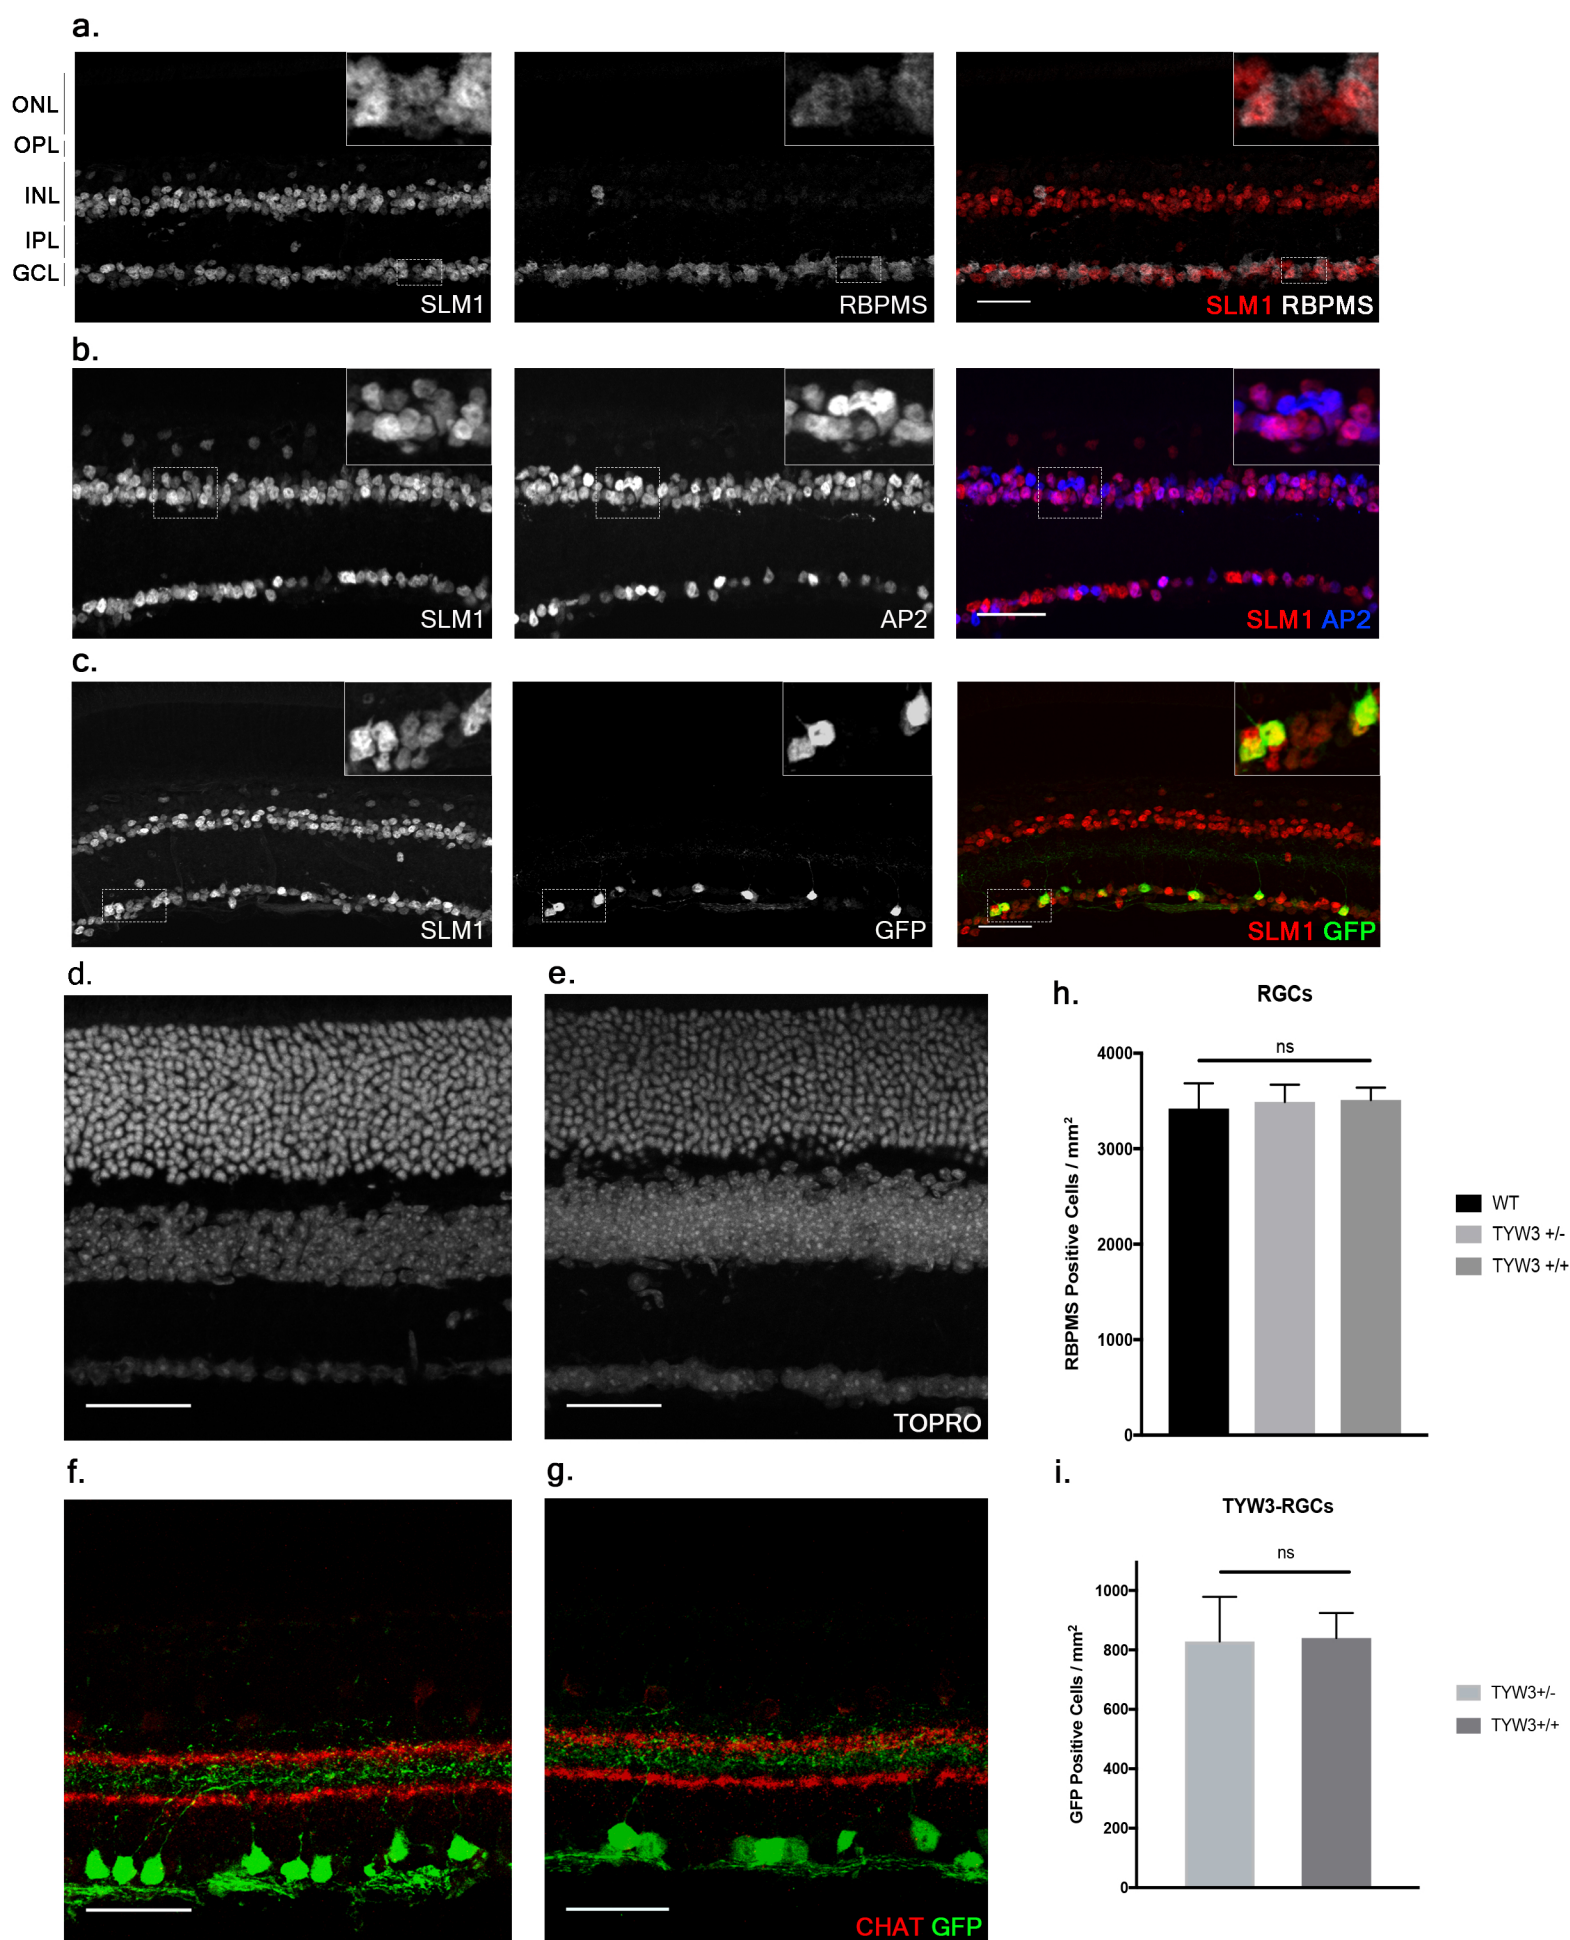 a.
ONL
OPL
INL
IPL
GCL
SLM1
RBPMS
SLM1 RBPMS
b.
SLM1
AP2
SLM1 AP2
c.
SLM1
GFP
SLM1 GFP
d.
e.
TOPRO
h.
RGCs
ns
4000
3000
2000
1000
0
RBPMS Positive Cells / mm²
WT
TYW3 +/-
TYW3 +/+
f.
g.
CHAT GFP
i.
TYW3-RGCs
ns
1000
800
600
400
200
0
GFP Positive Cells / mm²
TYW3+/-
TYW3+/+